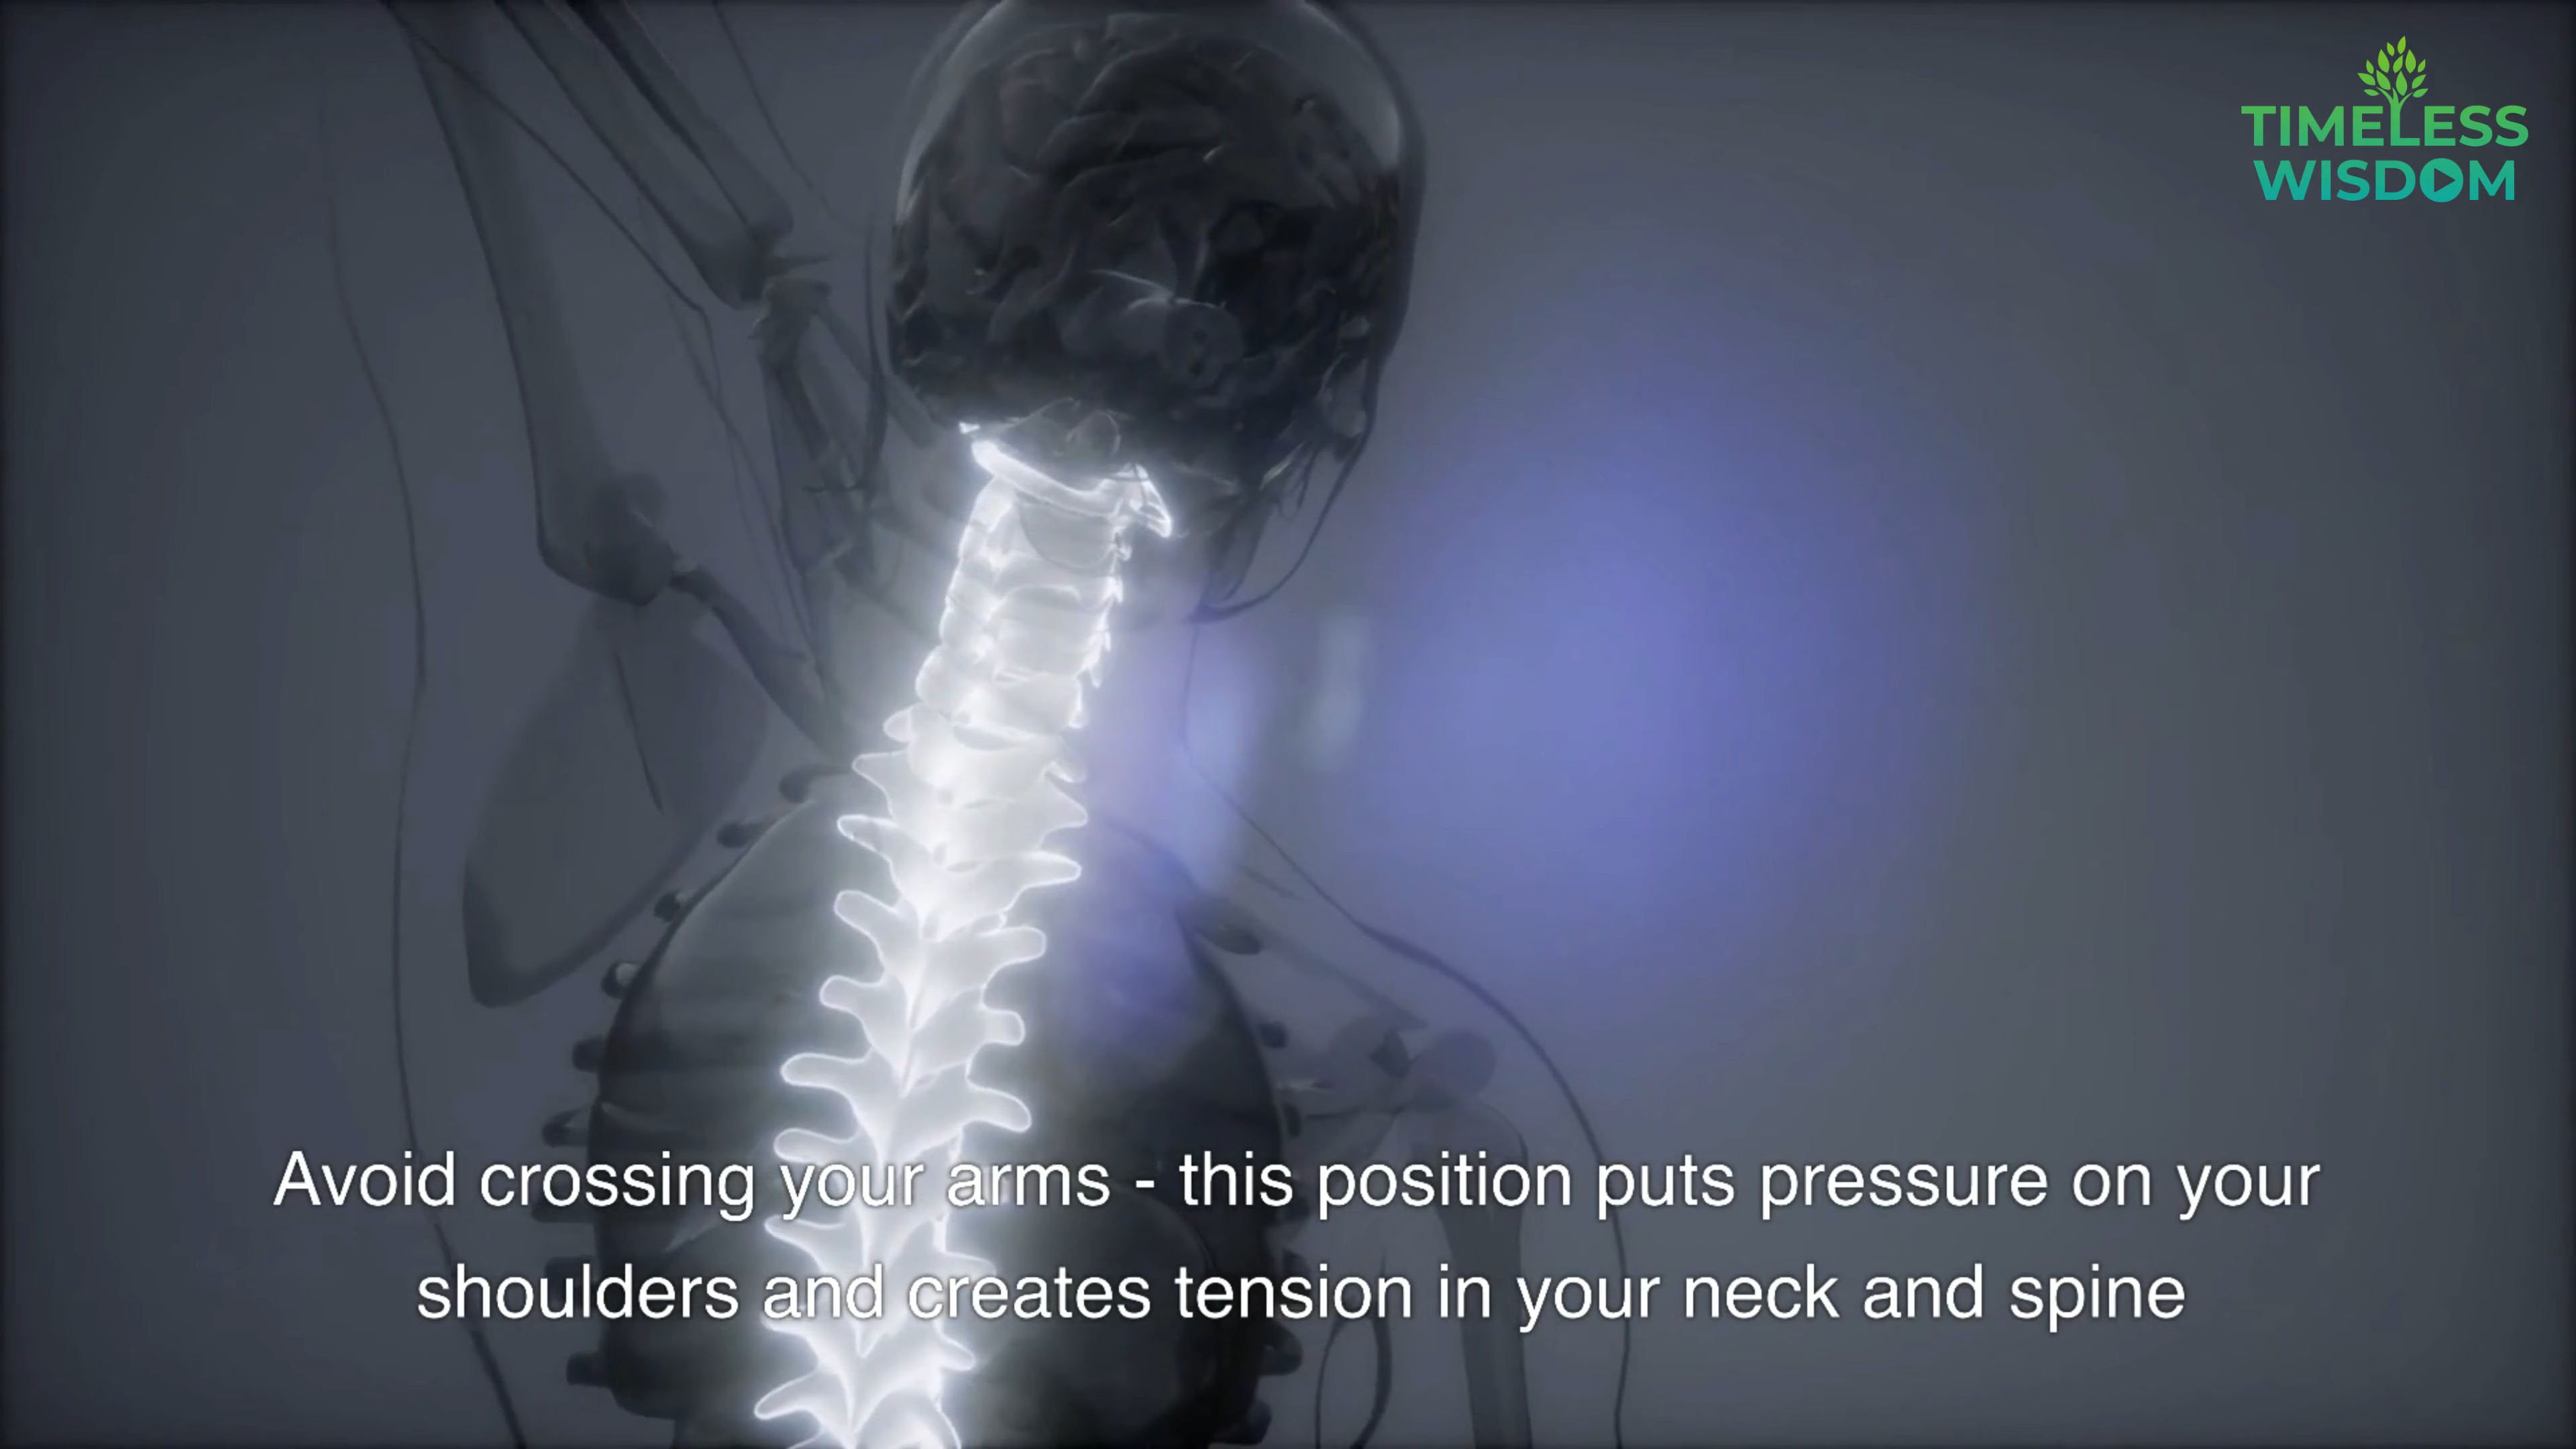 TIMELESS
WISDOM
Avoid crossing your arms - this position puts pressure on your
shoulders and creates tension in your neck and spine